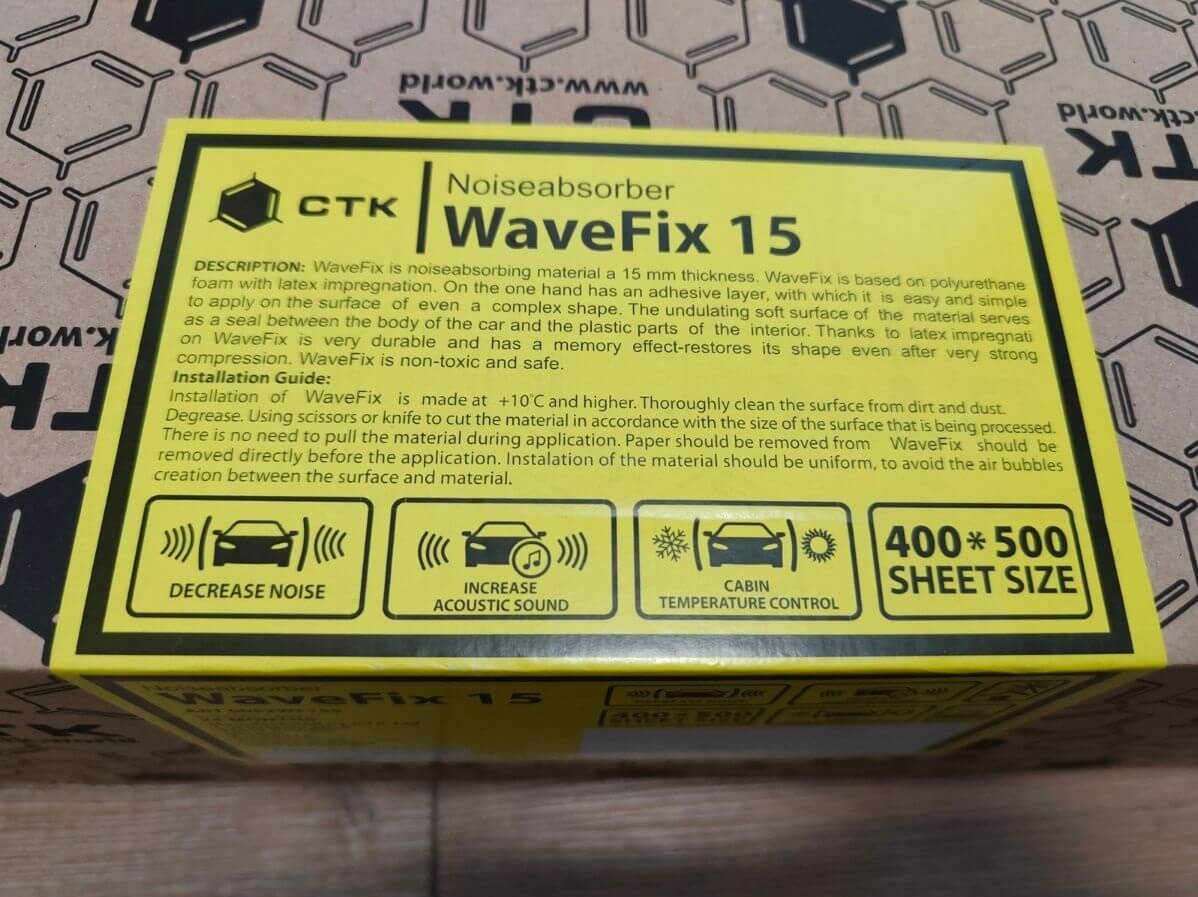 www.ctk.world
CTK
www.ctk.world
CTK
CTK
Noiseabsorber
WaveFix 15
DESCRIPTION: WaveFix is noiseabsorbing material a 15 mm thickness. WaveFix is based on polyurethane
foam with latex impregnation. On the one hand has an adhesive layer, with which it is easy and simple
to apply on the surface of even a complex shape. The undulating soft surface of the material serves
as a seal between the body of the car and the plastic parts of the interior. Thanks to latex impregnati
on WaveFix is very durable and has a memory effect-restores its shape even after very strong
compression. WaveFix is non-toxic and safe.
Installation Guide:
Installation of WaveFix is made at +10°C and higher. Thoroughly clean the surface from dirt and dust.
Degrease. Using scissors or knife to cut the material in accordance with the size of the surface that is being processed.
There is no need to pull the material during application. Paper should be removed from WaveFix should be
removed directly before the application. Instalation of the material should be uniform, to avoid the air bubbles
creation between the surface and material.
DECREASE NOISE
INCREASE
ACOUSTIC SOUND
CABIN
TEMPERATURE CONTROL
400*500
SHEET SIZE
Noiseabsorber
WaveFix 15
400*500